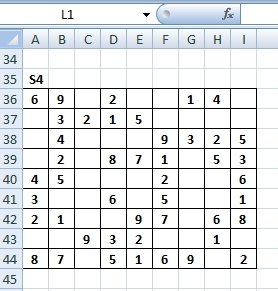 L1 fx
A B C D E F G H I
34
35 S4
36 6 9 2 1 4
37 3 2 1 5
38 4 9 3 2 5
39 2 8 7 1 5 3
40 4 5 2 6
41 3 6 5 1
42 2 1 9 7 6 8
43 9 3 2 1
44 8 7 5 1 6 9 2
45